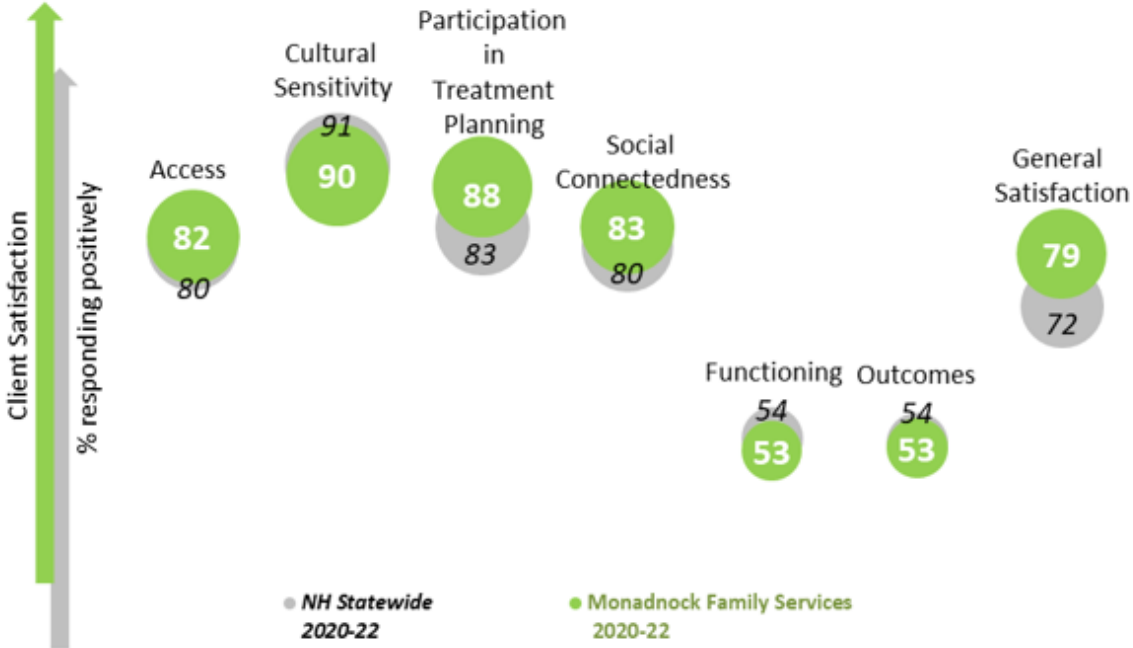 Client Satisfaction
% responding positively
Access
82
80
Cultural
Sensitivity
91
90
Participation
in
Treatment
Planning
88
83
Social
Connectedness
83
80
Functioning
54
53
Outcomes
54
53
General
Satisfaction
79
72
NH Statewide
2020-22
Monadnock Family Services
2020-22